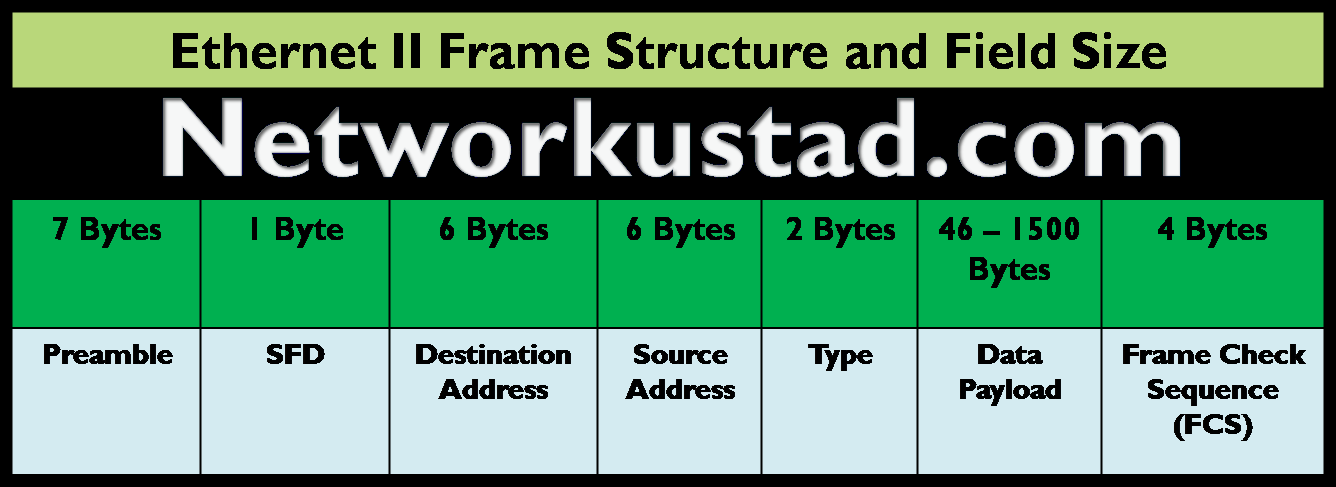 Ethernet II Frame Structure and Field Size
Networkustad.com
7 Bytes
1 Byte
6 Bytes
6 Bytes
2 Bytes
46 – 1500
Bytes
4 Bytes
Preamble
SFD
Destination
Address
Source
Address
Type
Data
Payload
Frame Check
Sequence
(FCS)